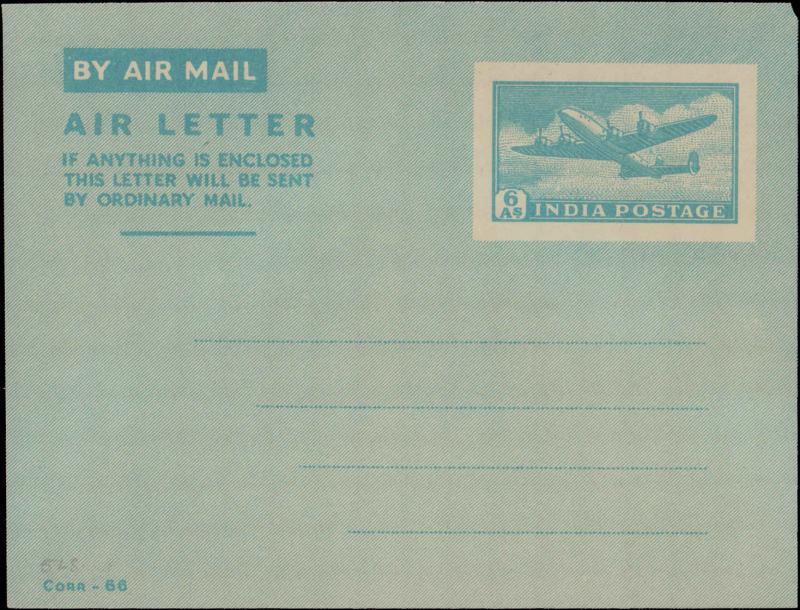 BY AIR MAIL
AIR LETTER
IF ANYTHING IS ENCLOSED
THIS LETTER WILL BE SENT
BY ORDINARY MAIL.
6 AS INDIA POSTAGE
CORR - 66